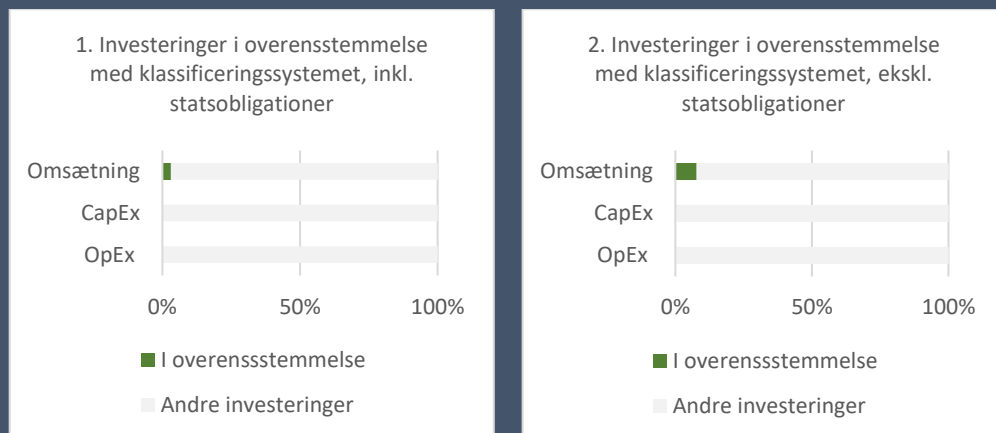 1. Investeringer i overensstemmelse
med klassificeringssystemet, inkl.
statsobligationer
Omsætning
CapEx
OpEx
0%
50%
100%
I overenssstemmelse
Andre investeringer
2. Investeringer i overensstemmelse
med klassificeringssystemet, ekskl.
statsobligationer
Omsætning
CapEx
OpEx
0%
50%
100%
I overenssstemmelse
Andre investeringer